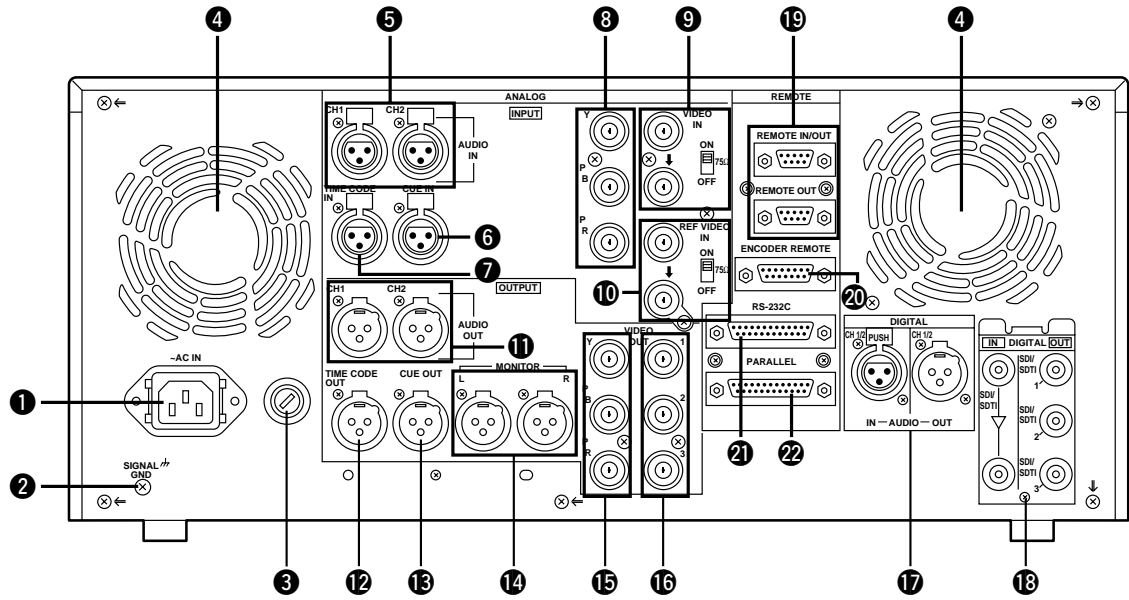 4 5 8 9 19 4
ANALOG
REMOTE
INPUT
CH1 CH2
AUDIO
IN
TIME CODE
IN
CUE IN
6
7
Y
P
B
P
R
VIDEO
IN
ON
75Ω
OFF
REF VIDEO
IN
ON
75Ω
OFF
10
REMOTE IN/OUT
REMOTE OUT
ENCODER REMOTE
20
OUTPUT
CH1 CH2
AUDIO
OUT
11
TIME CODE
OUT
CUE OUT
MONITOR
L R
VIDEO
OUT
Y
P
B
P
R
1
2
3
RS-232C
PARALLEL
21 22
DIGITAL
CH 1/2
PUSH
CH 1/2
IN AUDIO OUT
IN DIGITAL OUT
SDI/
SDTI
SDI/
SDTI
1
SDI/
SDTI
2
SDI/
SDTI
3
~AC IN
1
SIGNAL
GND
2
3 12 13 14 15 16 17 18